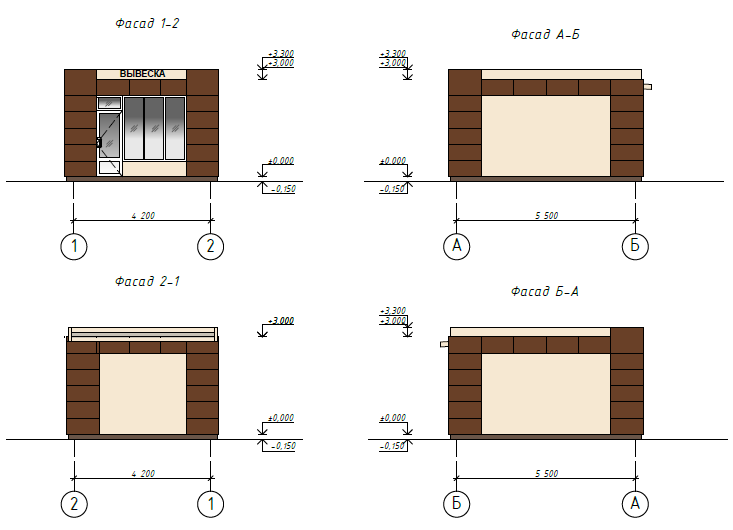 Фасад 1-2
+3,300
+3,000
ВЫВЕСКА
±0,000
-0,150
4 200
1
2
Фасад А-Б
+3,300
+3,000
±0,000
-0,150
5 500
А
Б
Фасад 2-1
+3.000
±0,000
-0,150
4 200
2
1
Фасад Б-А
+3,300
+3,000
±0,000
-0,150
5 500
Б
А